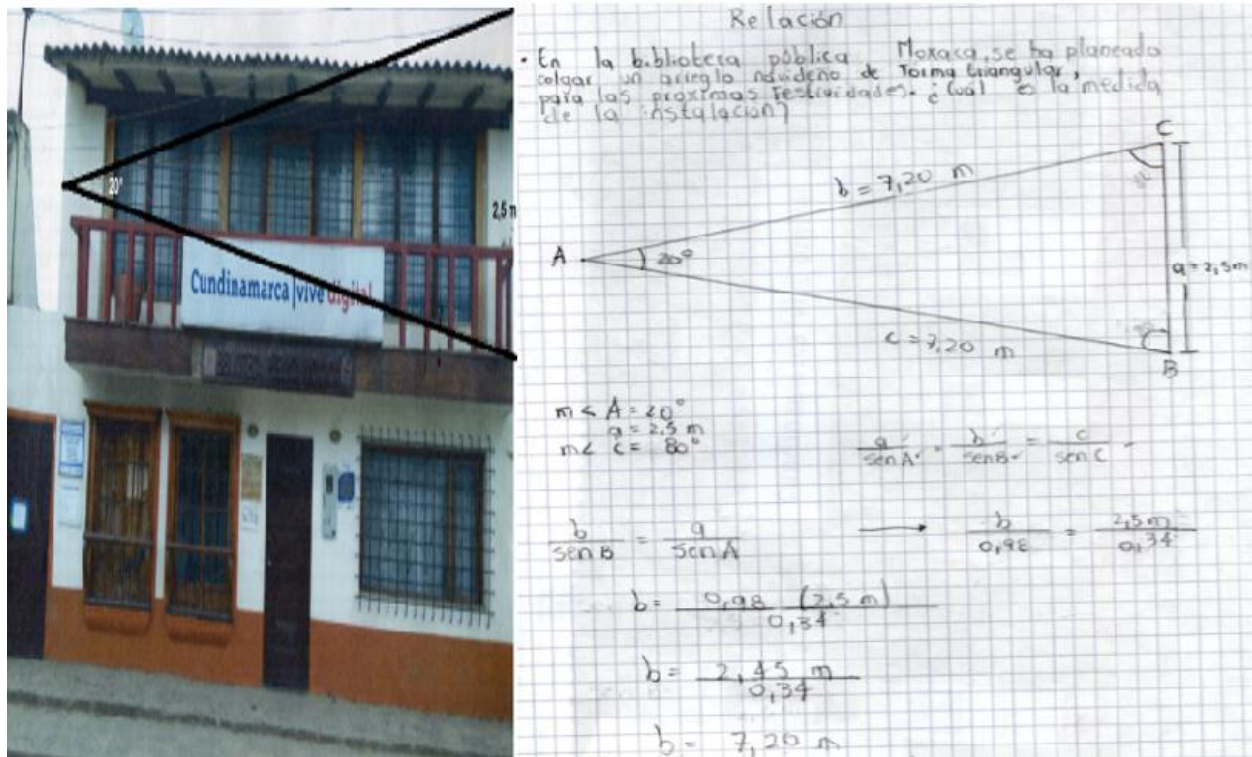 20°
2,5 m
Cundinamarca |vive digital
Relación
• En la biblioteca pública Moxaca, se ha planeado
colgar un arreglo navideño de forma triangular,
para las proximas festividades. ¿Cuál es la medida
de la instalación?
C
b = 7,20 m
A
20°
a = 2,5 m
c = 7,20 m
B
m < A = 20°
a = 2,5 m
m< C = 80°
a/sen A = b/sen B = c/sen C
b/sen B = a/sen A → b/0,98 = 2,5 m/0,34
b = 0,98 (2,5 m)/0,34
b = 2,45 m/0,34
b = 7,20 m